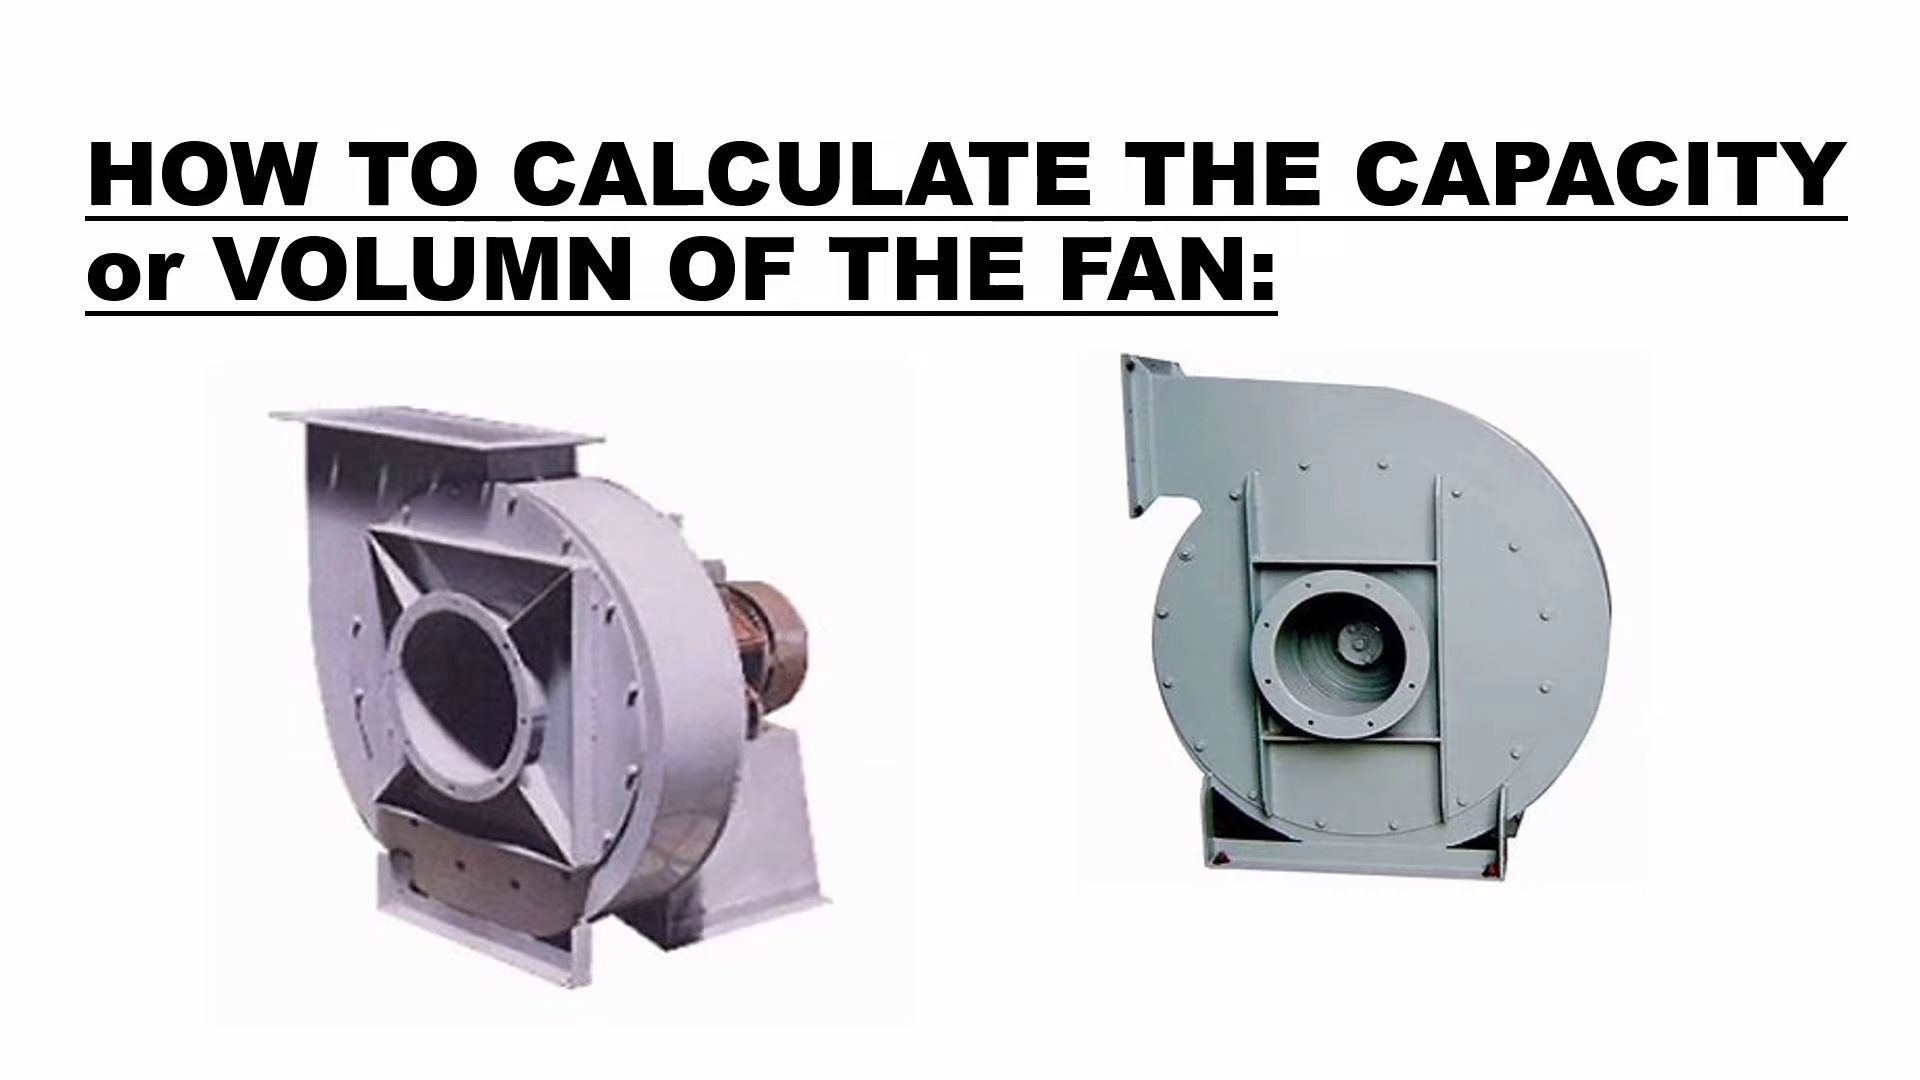 HOW TO CALCULATE THE CAPACITY
or VOLUMN OF THE FAN: